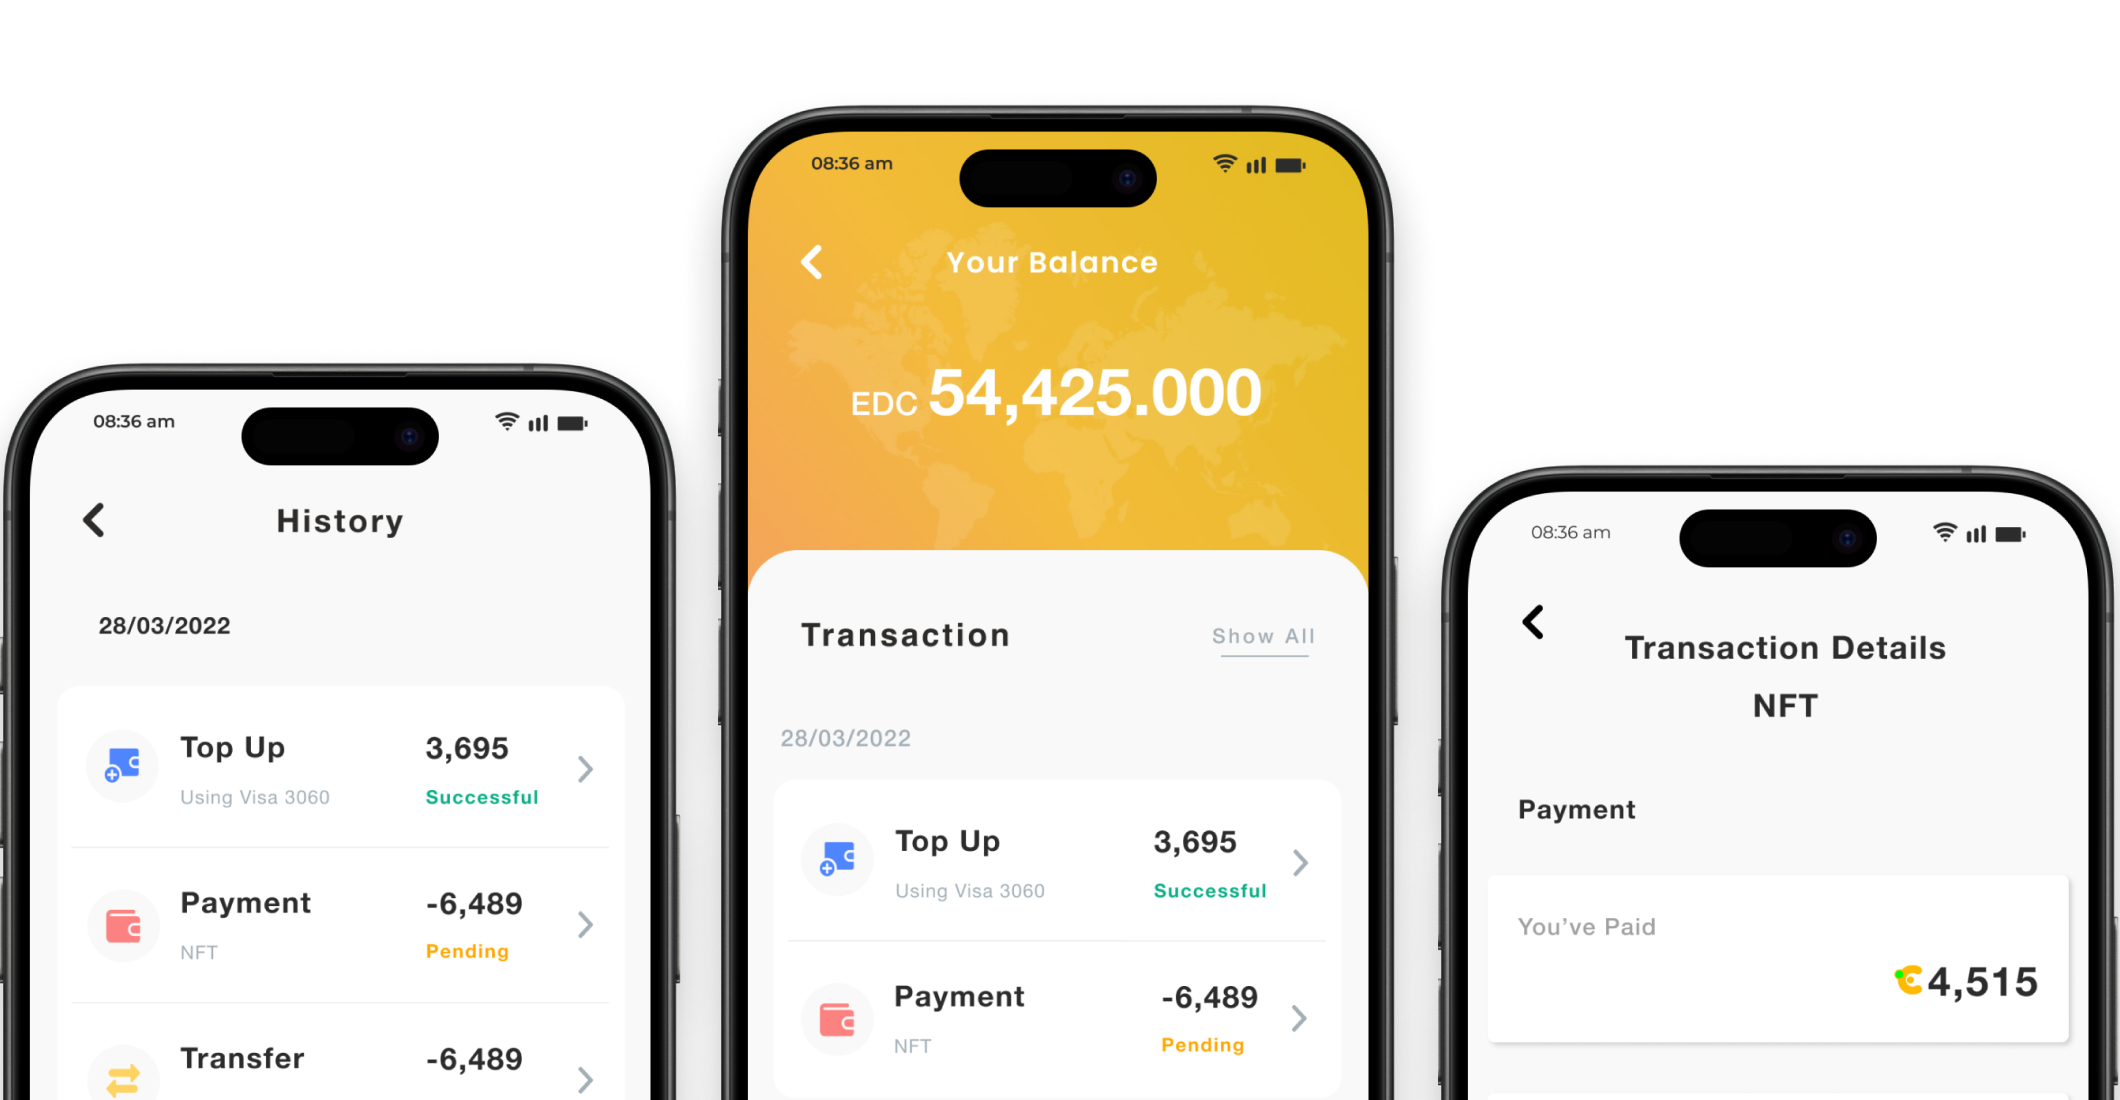 08:36 am
History
28/03/2022
Top Up 3,695
Using Visa 3060 Successful
Payment -6,489
NFT Pending
Transfer -6,489
08:36 am
Your Balance
EDC 54,425.000
Transaction Show All
28/03/2022
Top Up 3,695
Using Visa 3060 Successful
Payment -6,489
NFT Pending
08:36 am
Transaction Details
NFT
Payment
You’ve Paid
4,515